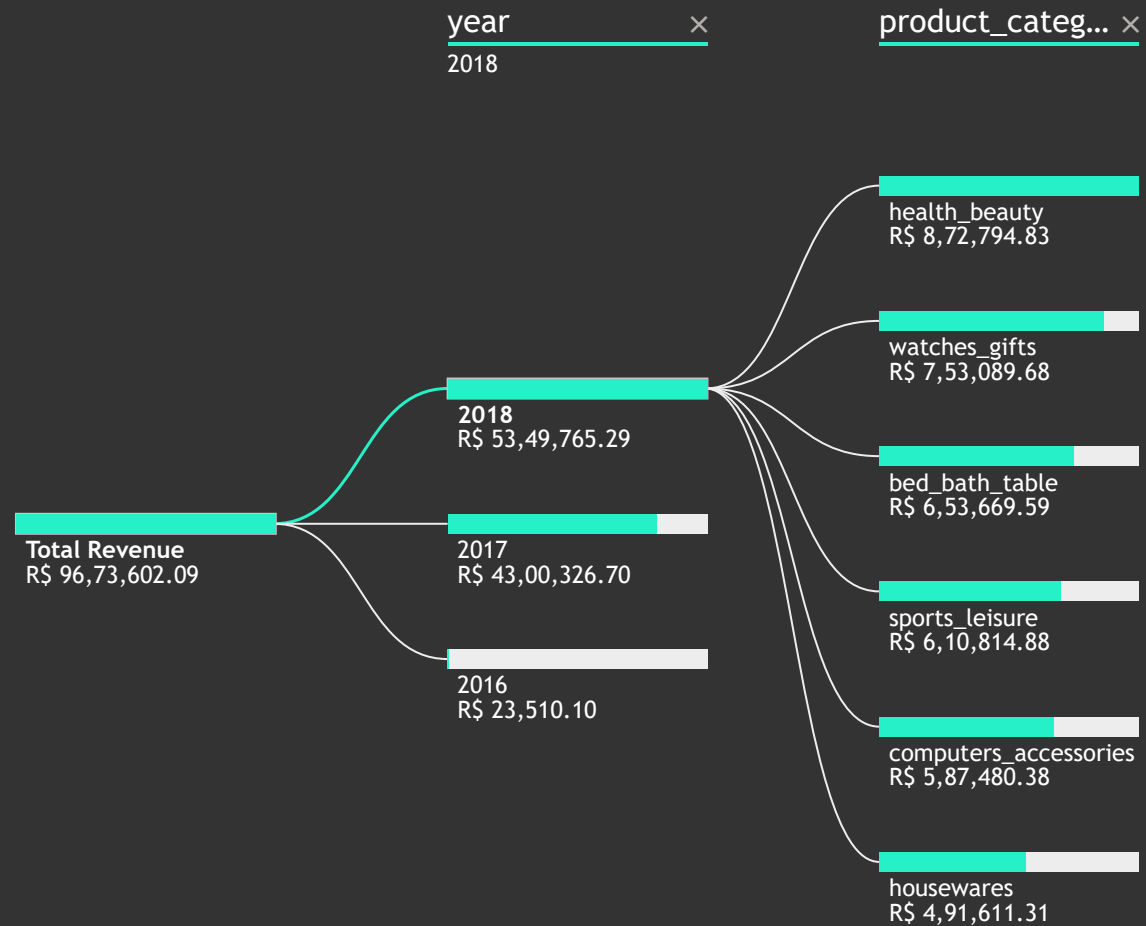 year
product_categ...
2018
health_beauty
R$ 8,72,794.83
watches_gifts
R$ 7,53,089.68
2018
R$ 53,49,765.29
bed_bath_table
R$ 6,53,669.59
Total Revenue
R$ 96,73,602.09
2017
R$ 43,00,326.70
sports_leisure
R$ 6,10,814.88
2016
R$ 23,510.10
computers_accessories
R$ 5,87,480.38
housewares
R$ 4,91,611.31